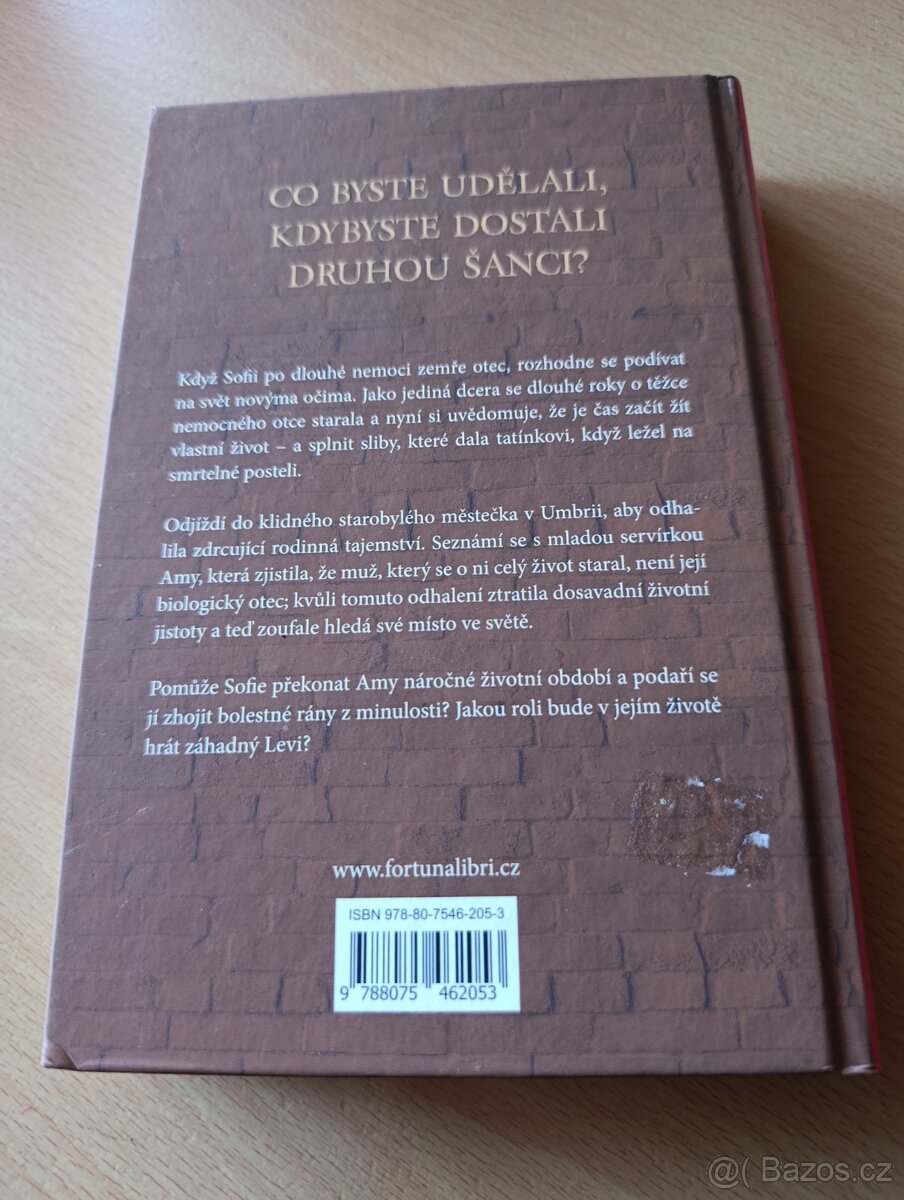 CO BYSTE UDĚLALI,
KDYBYSTE DOSTALI
DRUHOU ŠANCI?
Když Sofii po dlouhé nemoci zemře otec, rozhodne se podívat
na svět novýma očima. Jako jediná dcera se dlouhé roky o těžce
nemocného otce starala a nyní si uvědomuje, že je čas začít žít
vlastní život – a splnit sliby, které dala tatínkovi, když ležel na
smrtelné posteli.
Odjíždí do klidného starobylého městečka v Umbrii, aby odha-
lila zdrcující rodinná tajemství. Seznámí se s mladou servírkou
Amy, která zjistila, že muž, který se o ni celý život staral, není její
biologický otec; kvůli tomuto odhalení ztratila dosavadní životní
jistoty a teď zoufale hledá své místo ve světě.
Pomůže Sofie překonat Amy náročné životní období a podaří se
jí zhojit bolestné rány z minulosti? Jakou roli bude v jejím životě
hrát záhadný Levi?
www.fortunalibri.cz
ISBN 978-80-7546-205-3
9 788075 462053
@( Bazos.cz